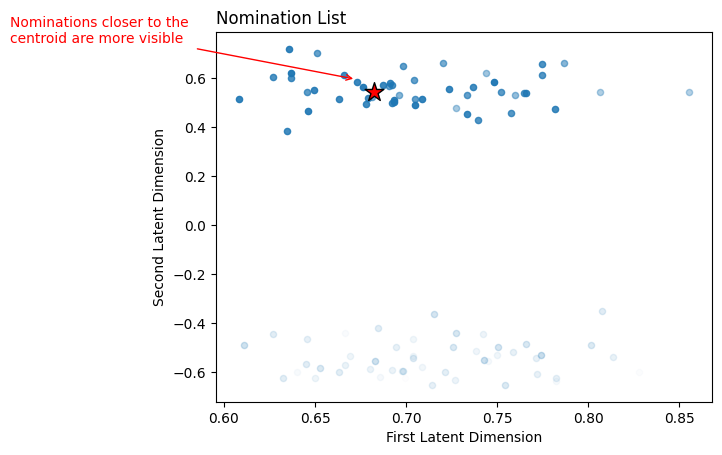 Nomination List
Nominations closer to the
centroid are more visible
0.6
0.4
0.2
0.0
−0.2
−0.4
−0.6
Second Latent Dimension
0.60 0.65 0.70 0.75 0.80 0.85
First Latent Dimension